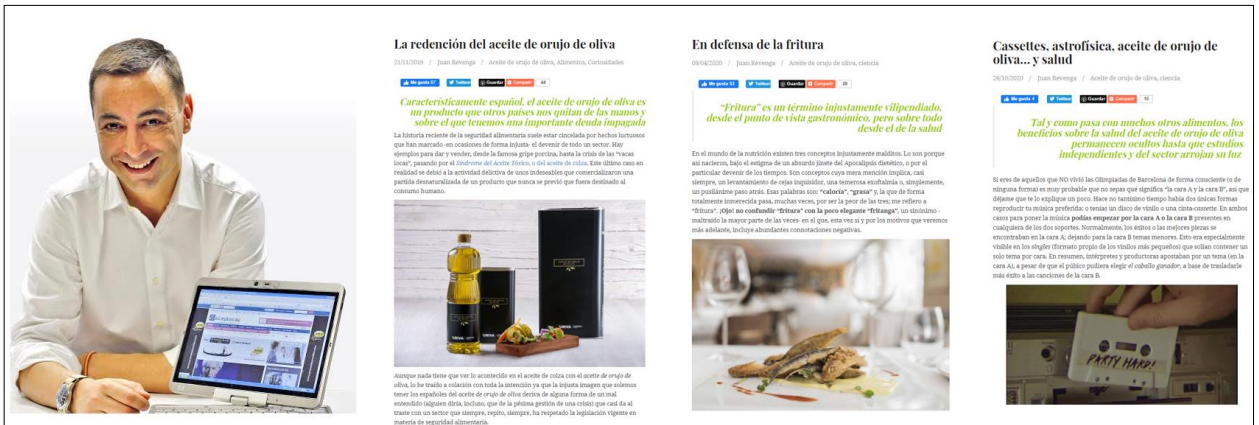 La redención del aceite de orujo de oliva
21/11/2019 / Juan Revenga / Aceite de orujo de oliva, Alimentos, Curiosidades
Me gusta 57 Twittear Guardar Compartir 44
Característicamente español, el aceite de orujo de oliva es
un producto que otros países nos quitan de las manos y
sobre el que tenemos una importante deuda impagada
La historia reciente de la seguridad alimentaria suele estar cincelada por hechos luctuosos
que han marcado -en ocasiones de forma injusta- el devenir de todo un sector. Hay
ejemplos para dar y vender, desde la famosa gripe porcina, hasta la crisis de las “vacas
locas”, pasando por el Síndrome del Aceite Tóxico, o del aceite de colza. Este último caso en
realidad se debió a la actividad delictiva de unos indeseables que comercializaron una
partida desnaturalizada de un producto que nunca se previó que fuera destinado al
consumo humano.
Aunque nada tiene que ver lo acontecido en el aceite de colza con el aceite de orujo de
oliva, lo he traído a colación con toda la intención ya que la injusta imagen que solemos
tener los españoles del aceite de orujo de oliva deriva de alguna forma de un mal
entendido (alguien diría, incluso, que de la pésima gestión de una crisis) que casi da al
traste con un sector que siempre, repito, siempre, ha respetado la legislación vigente en
materia de seguridad alimentaria.
En defensa de la fritura
09/04/2020 / Juan Revenga / Aceite de orujo de oliva, ciencia
Me gusta 53 Twittear Guardar Compartir 29
“Fritura” es un término injustamente vilipendiado,
desde el punto de vista gastronómico, pero sobre todo
desde el de la salud
En el mundo de la nutrición existen tres conceptos injustamente malditos. Lo son porque
así nacieron, bajo el estigma de un absurdo jinete del Apocalipsis dietético, o por el
particular devenir de los tiempos. Son conceptos cuya mera mención implica, casi
siempre, un levantamiento de cejas inquisidor, una temerosa exoftalmia o, simplemente,
un pusilánime paso atrás. Esas palabras son: “caloría”, “grasa” y, la que de forma
totalmente inmerecida pasa, muchas veces, por ser la peor de las tres; me refiero a
“fritura”. ¡Ojo! no confundir “fritura” con la poco elegante “fritanga”, un sinónimo -
maltraído la mayor parte de las veces- en el que, esta vez sí y por los motivos que veremos
más adelante, incluye abundantes connotaciones negativas.
Cassettes, astrofísica, aceite de orujo de
oliva… y salud
28/10/2020 / Juan Revenga / Aceite de orujo de oliva, ciencia
Me gusta 4 Twittear Guardar Compartir 10
Tal y como pasa con muchos otros alimentos, los
beneficios sobre la salud del aceite de orujo de oliva
permanecen ocultos hasta que estudios
independientes y del sector arrojan su luz
Si eres de aquellos que NO vivió las Olimpiadas de Barcelona de forma consciente (o de
ninguna forma) es muy probable que no sepas qué significa “la cara A y la cara B”, así que
déjame que te lo explique un poco. Hace no tantísimo tiempo había dos únicas formas
reproducir tu música preferida: o tenías un disco de vinilo o una cinta-cassette. En ambos
casos para poner la música podías empezar por la cara A o la cara B presentes en
cualquiera de los dos soportes. Normalmente, los éxitos o las mejores piezas se
encontraban en la cara A; dejando para la cara B temas menores. Esto era especialmente
visible en los singles (formato propio de los vinilos más pequeños) que solían contener un
solo tema por cara. En resumen, intérpretes y productoras apostaban por un tema (en la
cara A), a pesar de que el público pudiera elegir el caballo ganador, a base de trasladarle
más éxito a las canciones de la cara B.
PARTY HARD!